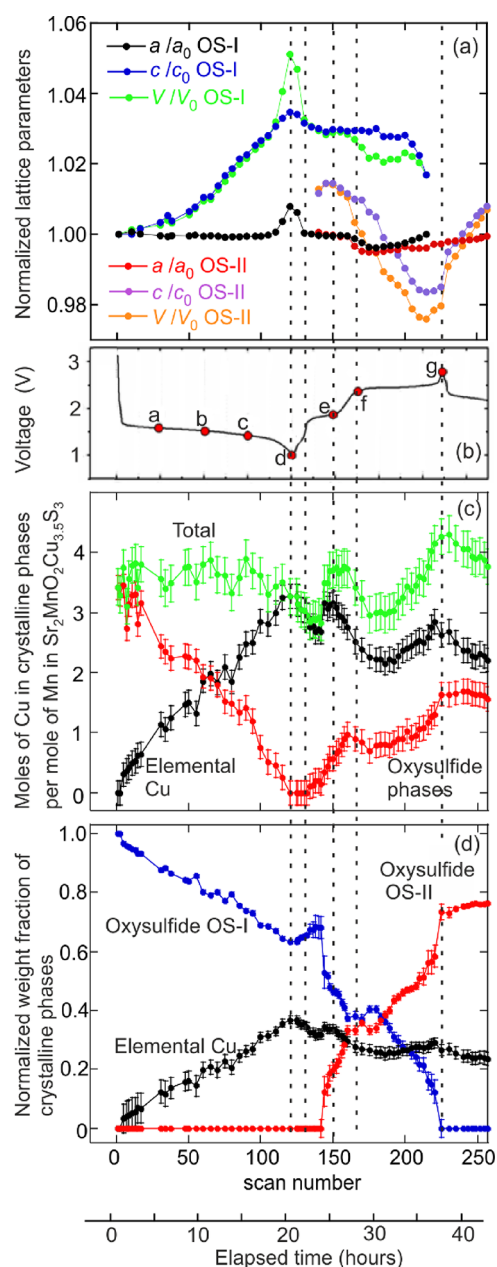 (a)
1.06
1.04
1.02
1.00
0.98
Normalized lattice parameters
a /a0 OS-I
c /c0 OS-I
V /V0 OS-I
a /a0 OS-II
c /c0 OS-II
V /V0 OS-II
(b)
3
2
1
Voltage (V)
a
b
c
d
e
f
g
(c)
4
3
2
1
0
Moles of Cu in crystalline phases
per mole of Mn in Sr2MnO2Cu3.5S3
Total
Elemental
Cu
Oxysulfide
phases
(d)
1.0
0.8
0.6
0.4
0.2
0
Normalized weight fraction of
crystalline phases
Oxysulfide
OS-II
Oxysulfide OS-I
Elemental Cu
0 50 100 150 200 250
scan number
0 10 20 30 40
Elapsed time (hours)